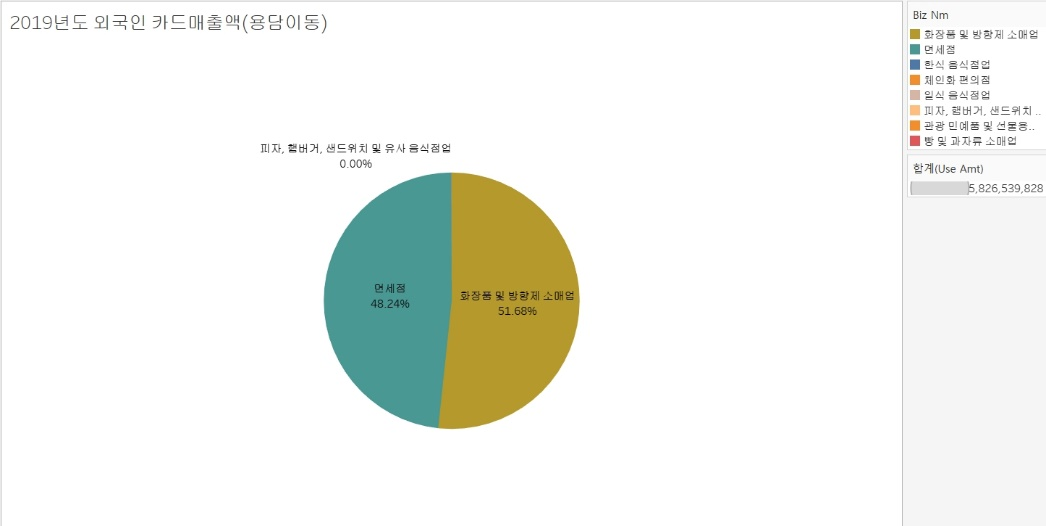 2019년도 외국인 카드매출액(용담이동)
피자, 햄버거, 샌드위치 및 유사 음식점업
0.00%
면세점
48.24%
화장품 및 방향제 소매업
51.68%
Biz Nm
화장품 및 방향제 소매업
면세점
한식 음식점업
체인화 편의점
일식 음식점업
피자, 햄버거, 샌드위치 ..
관광 민예품 및 선물용..
빵 및 과자류 소매업
합계(Use Amt)
5,826,539,828